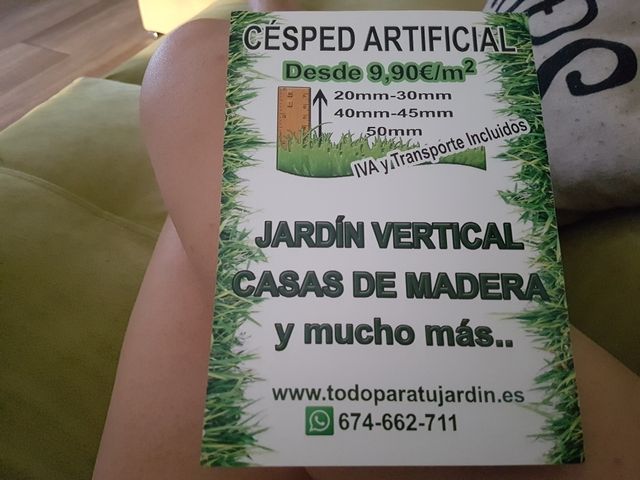 CÉSPED ARTIFICIAL
Desde 9,90€/m²
20mm-30mm
40mm-45mm
50mm
IVA y Transporte Incluidos
JARDÍN VERTICAL
CASAS DE MADERA
y mucho más..
www.todoparatujardin.es
674-662-711